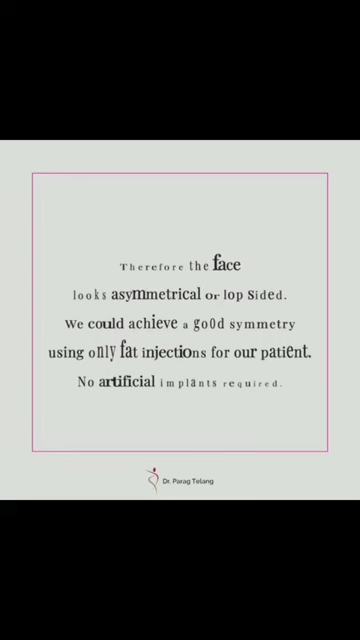 Therefore the face
looks asymmetrical or lop sided.
We could achieve a good symmetry
using only fat injections for our patient.
No artificial implants required.
Dr. Parag Telang